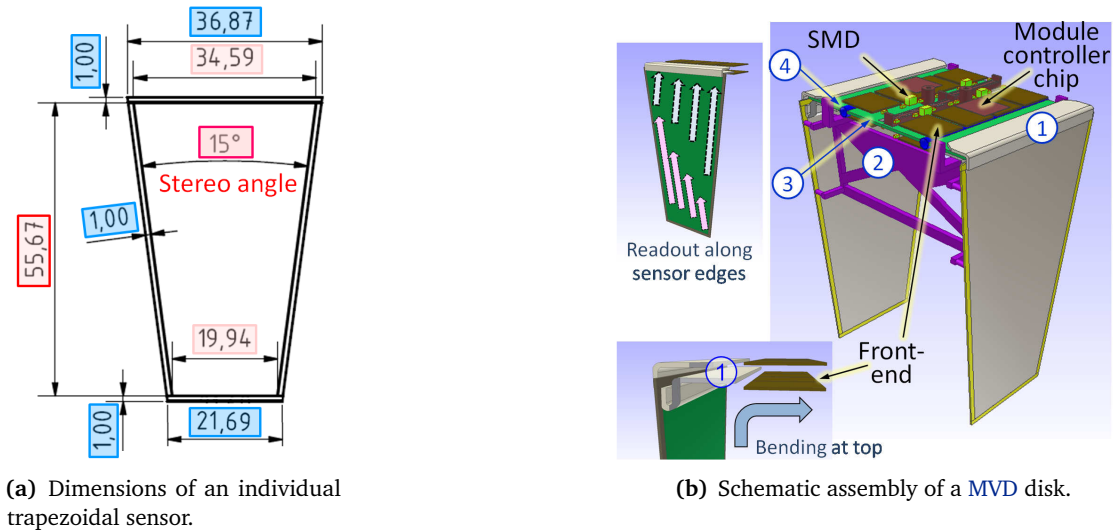 36,87
34,59
1,00
15°
Stereo angle
1,00
55,67
19,94
1,00
21,69
(a) Dimensions of an individual
trapezoidal sensor.
SMD
Module
controller
chip
4
1
2
3
Readout along
sensor edges
Front-
end
1
Bending at top
(b) Schematic assembly of a MVD disk.